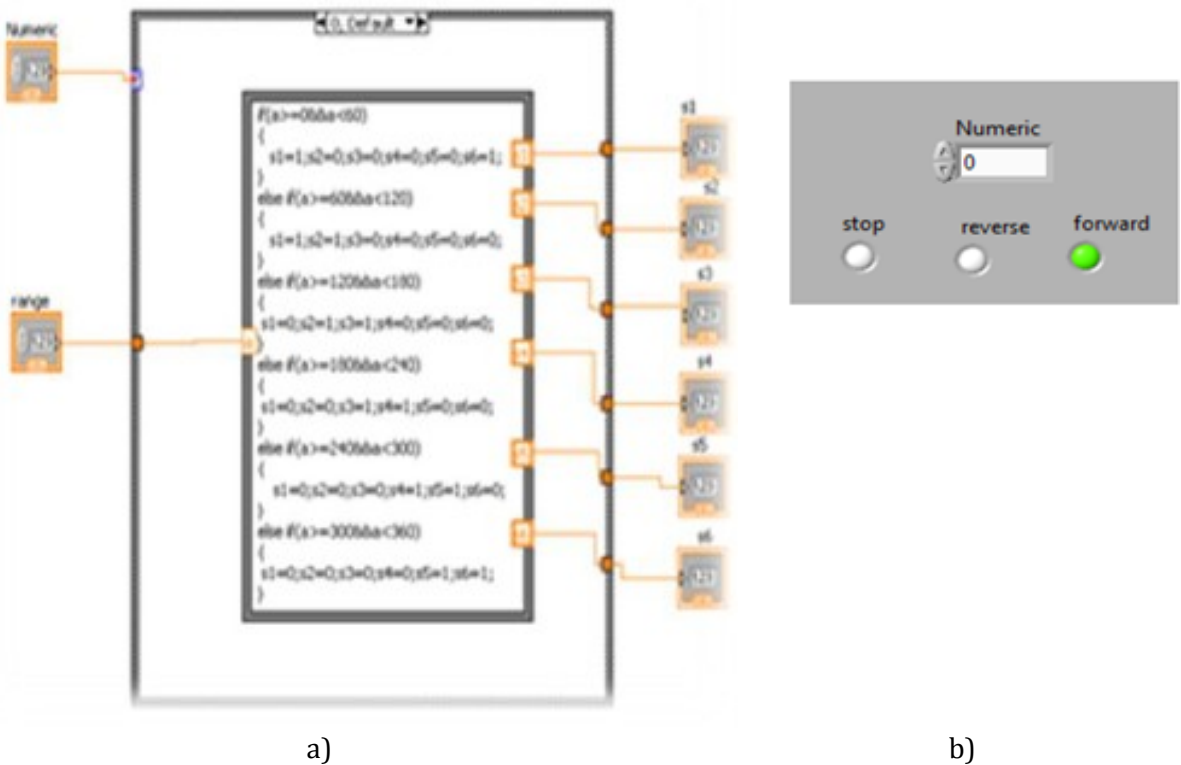 Numeric
0, Default
if(a>=0&&a<60)
{
s1=1;s2=0;s3=0;s4=0;s5=0;s6=1;
}
else if(a>=60&&a<120)
{
s1=1;s2=1;s3=0;s4=0;s5=0;s6=0;
}
else if(a>=120&&a<180)
{
s1=0;s2=1;s3=1;s4=0;s5=0;s6=0;
}
else if(a>=180&&a<240)
{
s1=0;s2=0;s3=1;s4=1;s5=0;s6=0;
}
else if(a>=240&&a<300)
{
s1=0;s2=0;s3=0;s4=1;s5=1;s6=0;
}
else if(a>=300&&a<360)
{
s1=0;s2=0;s3=0;s4=0;s5=1;s6=1;
}
range
s1
s2
s3
s4
s5
s6
Numeric
0
stop reverse forward
a) b)